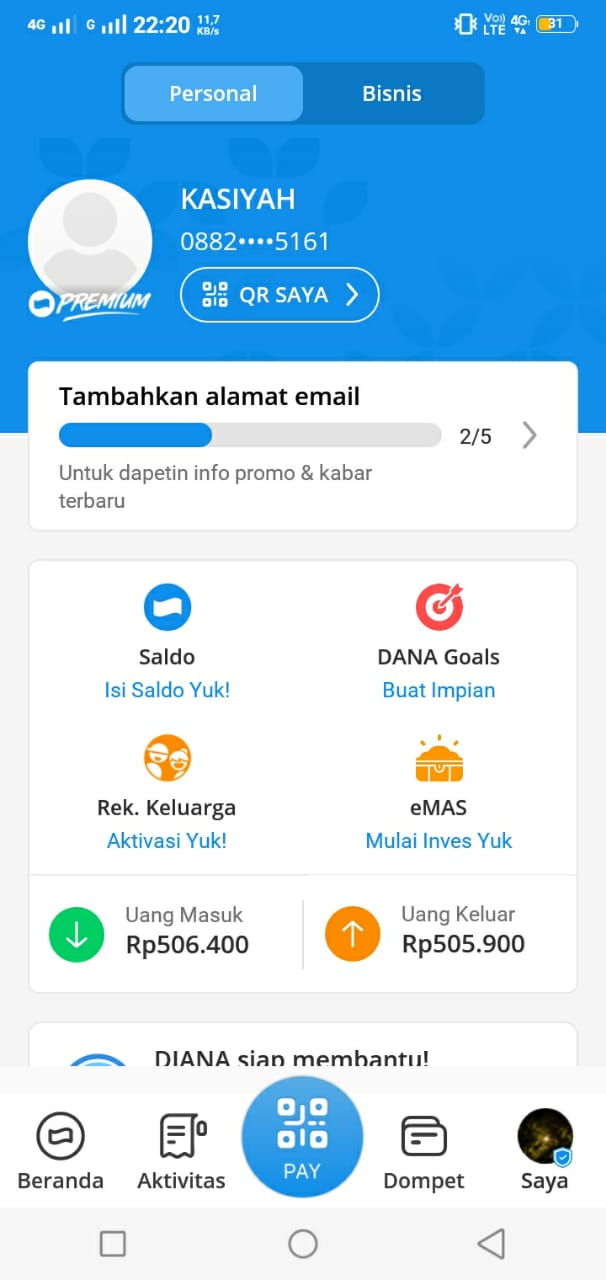 4G G 22:20 11,7 KB/s Vo)) LTE 4G 31
Personal Bisnis
KASIYAH
0882••••5161
PREMIUM
QR SAYA
Tambahkan alamat email
2/5
Untuk dapetin info promo & kabar
terbaru
Saldo DANA Goals
Isi Saldo Yuk! Buat Impian
Rek. Keluarga eMAS
Aktivasi Yuk! Mulai Inves Yuk
Uang Masuk Uang Keluar
Rp506.400 Rp505.900
DIANA siap membantu!
PAY
Beranda Aktivitas Dompet Saya